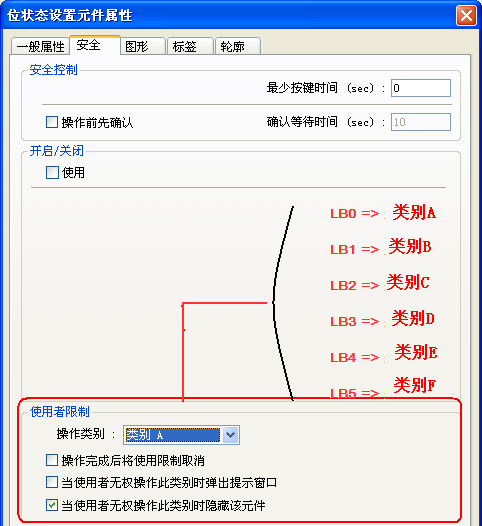 位状态设置元件属性
一般属性 安全 图形 标签 轮廓
安全控制
最少按键时间 (sec) : 0
操作前先确认 确认等待时间 (sec) : 10
开启/关闭
使用
LB0 => 类别A
LB1 => 类别B
LB2 => 类别C
LB3 => 类别D
LB4 => 类别E
LB5 => 类别F
使用者限制
操作类别 : 类别 A
操作完成后将使用限制取消
当使用者无权操作此类别时弹出提示窗口
当使用者无权操作此类别时隐藏该元件